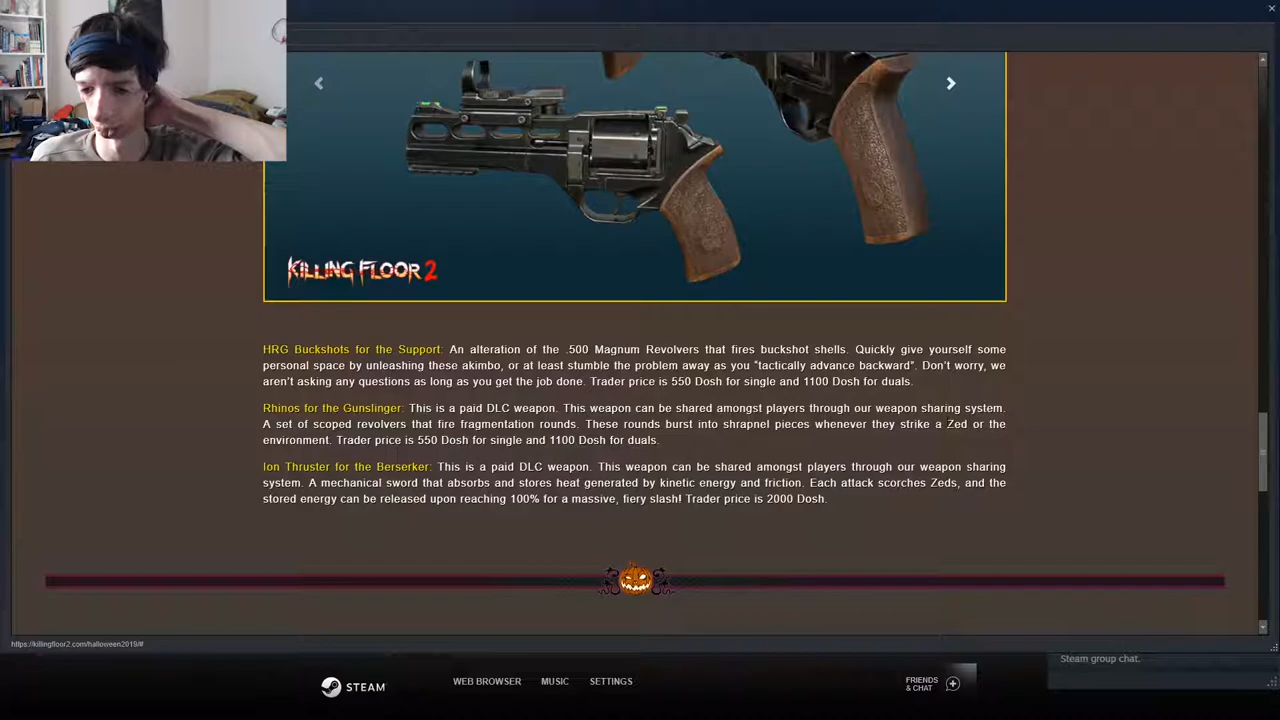 KILLING FLOOR 2
HRG Buckshots for the Support: An alteration of the .500 Magnum Revolvers that fires buckshot shells. Quickly give yourself some
personal space by unleashing these akimbo, or at least stumble the problem away as you "tactically advance backward". Don't worry, we
aren't asking any questions as long as you get the job done. Trader price is 550 Dosh for single and 1100 Dosh for duals.
Rhinos for the Gunslinger: This is a paid DLC weapon. This weapon can be shared amongst players through our weapon sharing system.
A set of scoped revolvers that fire fragmentation rounds. These rounds burst into shrapnel pieces whenever they strike a Zed or the
environment. Trader price is 550 Dosh for single and 1100 Dosh for duals.
Ion Thruster for the Berserker: This is a paid DLC weapon. This weapon can be shared amongst players through our weapon sharing
system. A mechanical sword that absorbs and stores heat generated by kinetic energy and friction. Each attack scorches Zeds, and the
stored energy can be released upon reaching 100% for a massive, fiery slash! Trader price is 2000 Dosh.
https://killingfloor2.com/halloween2019/#
Steam group chat.
STEAM
WEB BROWSER MUSIC SETTINGS
FRIENDS
& CHAT